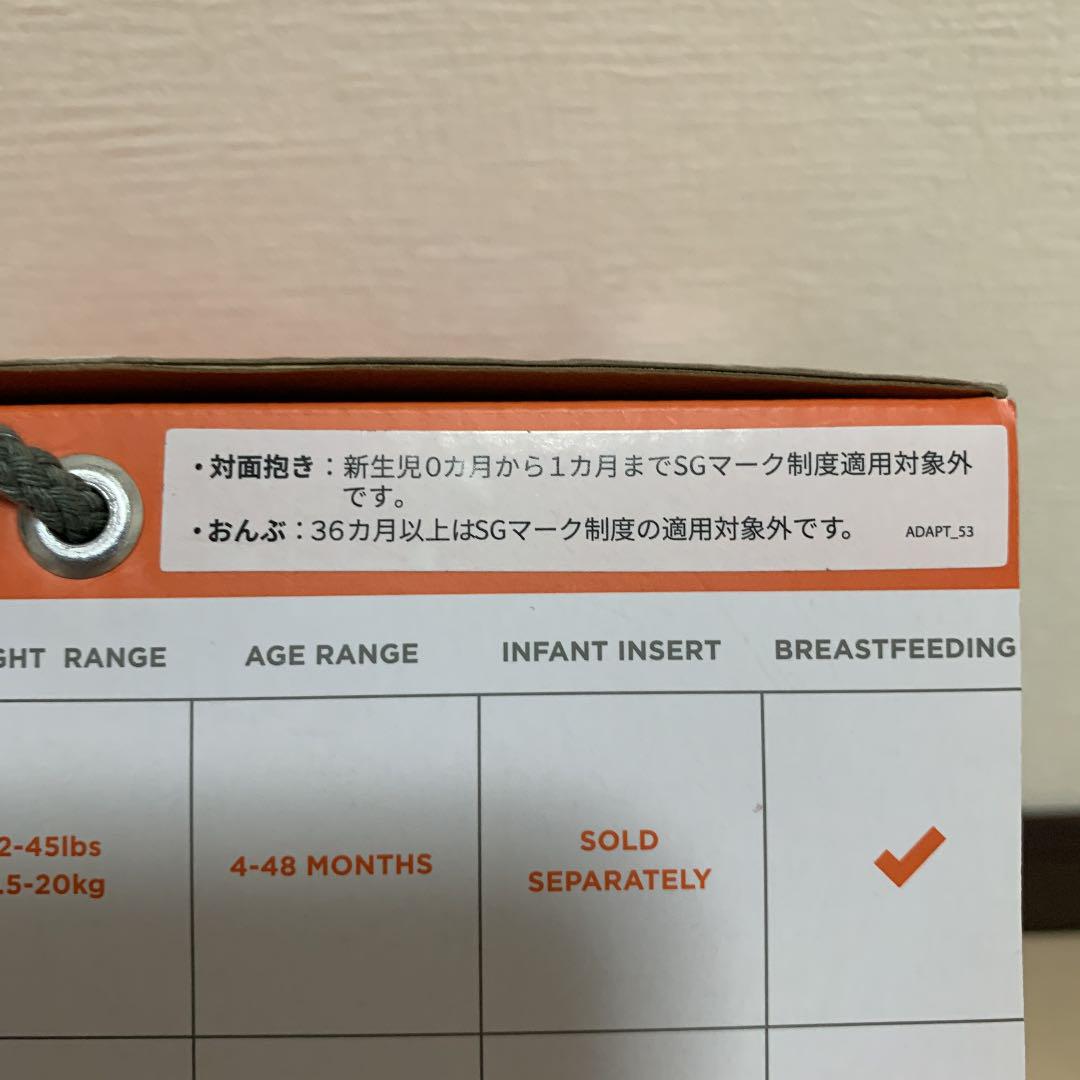 ・対面抱き：新生児0カ月から1カ月までSGマーク制度適用対象外
です。
・おんぶ：36カ月以上はSGマーク制度の適用対象外です。 ADAPT_53
RANGE AGE RANGE INFANT INSERT BREASTFEEDING
-45lbs
-20kg
4-48 MONTHS
SOLD
SEPARATELY